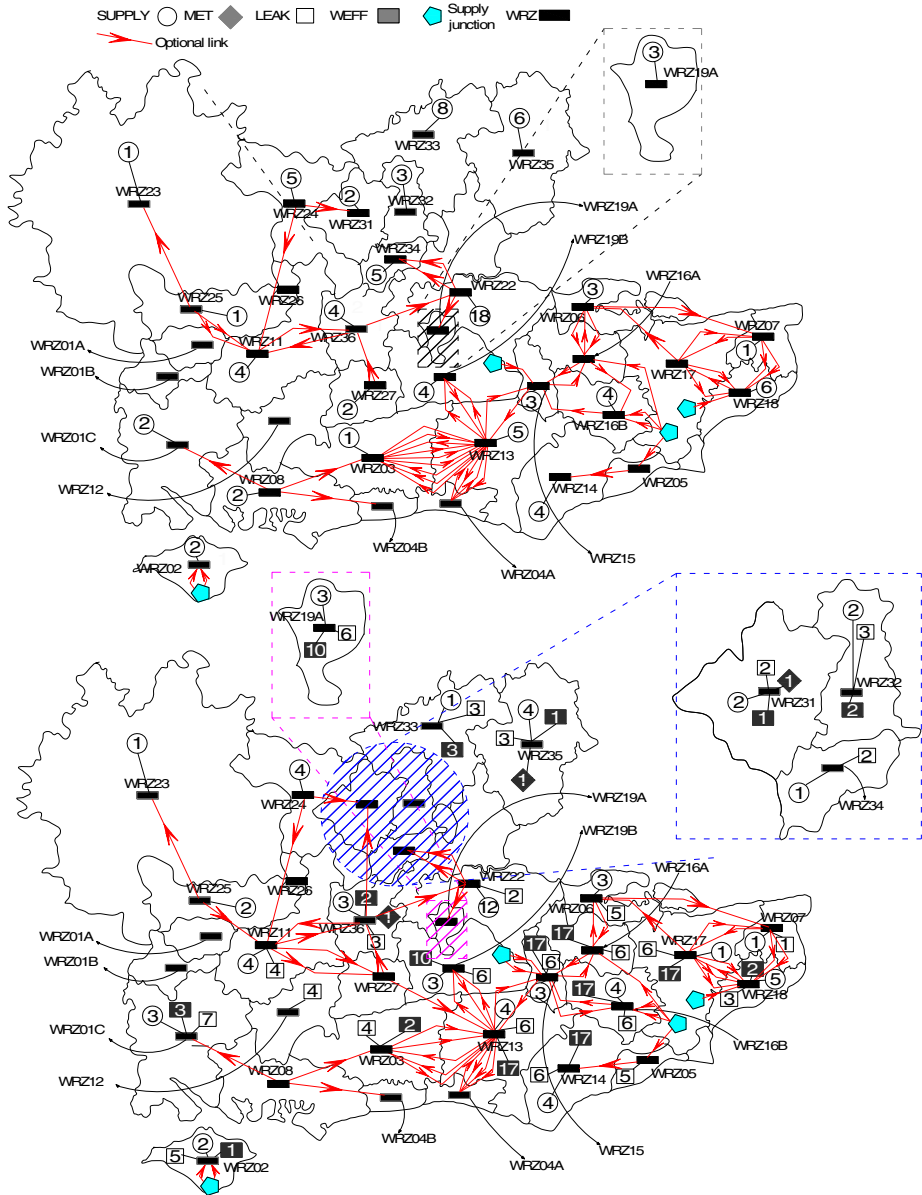 SUPPLY MET LEAK WEFF Supply junction WRZ
Optional link
3
WRZ19A
8
WRZ33
6
WRZ35
1
WRZ23
5
WRZ24
2
WRZ31
3
WRZ32
WRZ19A
WRZ19B
WRZ34
5
WRZ22
WRZ16A
WRZ25
1
WRZ26
4
WRZ36
18
3
WRZ06
WRZ07
1
WRZ01A
WRZ11
4
WRZ01B
2
WRZ27
4
3
4
WRZ16B
WRZ17
6
WRZ18
WRZ01C
2
1
WRZ03
5
WRZ13
WRZ12
WRZ08
2
WRZ14
4
WRZ05
WRZ04B
WRZ04A
WRZ15
2
WRZ02
3
WRZ19A
6
10
2
3
2
1
WRZ31
2
1
WRZ32
2
2
1
WRZ34
1
3
WRZ33
3
4
1
3
WRZ35
1
1
WRZ23
4
WRZ24
WRZ19A
WRZ19B
WRZ16A
WRZ25
2
WRZ26
3
2
1
WRZ36
3
WRZ22
2
12
3
WRZ06
5
WRZ07
1
1
WRZ01A
WRZ11
4
4
WRZ01B
WRZ27
10
3
6
17
6
3
17
6
6
WRZ17
1
17
2
5
3
WRZ18
WRZ01C
3
3
7
4
4
2
WRZ03
4
6
WRZ13
17
17
4
6
WRZ16B
WRZ12
WRZ08
17
6
WRZ14
4
5
WRZ05
WRZ04B
WRZ04A
WRZ15
2
1
5
WRZ02